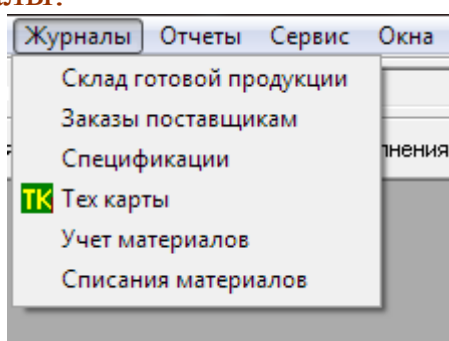 Журналы Отчеты Сервис Окна
Склад готовой продукции
Заказы поставщикам
Спецификации
ТК Тех карты
Учет материалов
Списания материалов